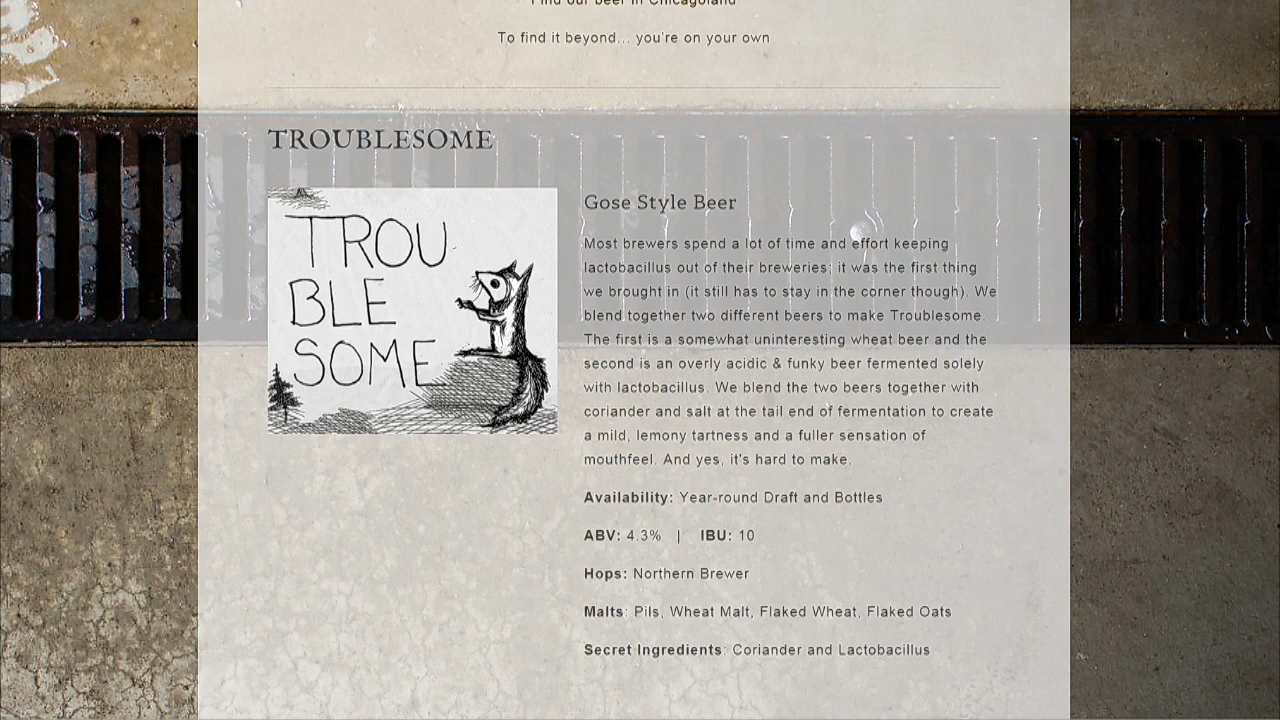 Find our beer in Chicagoland
To find it beyond... you're on your own
TROUBLESOME
TROU
BLE
SOME
Gose Style Beer
Most brewers spend a lot of time and effort keeping
lactobacillus out of their breweries; it was the first thing
we brought in (it still has to stay in the corner though). We
blend together two different beers to make Troublesome.
The first is a somewhat uninteresting wheat beer and the
second is an overly acidic & funky beer fermented solely
with lactobacillus. We blend the two beers together with
coriander and salt at the tail end of fermentation to create
a mild, lemony tartness and a fuller sensation of
mouthfeel. And yes, it's hard to make.
Availability: Year-round Draft and Bottles
ABV: 4.3% | IBU: 10
Hops: Northern Brewer
Malts: Pils, Wheat Malt, Flaked Wheat, Flaked Oats
Secret Ingredients: Coriander and Lactobacillus